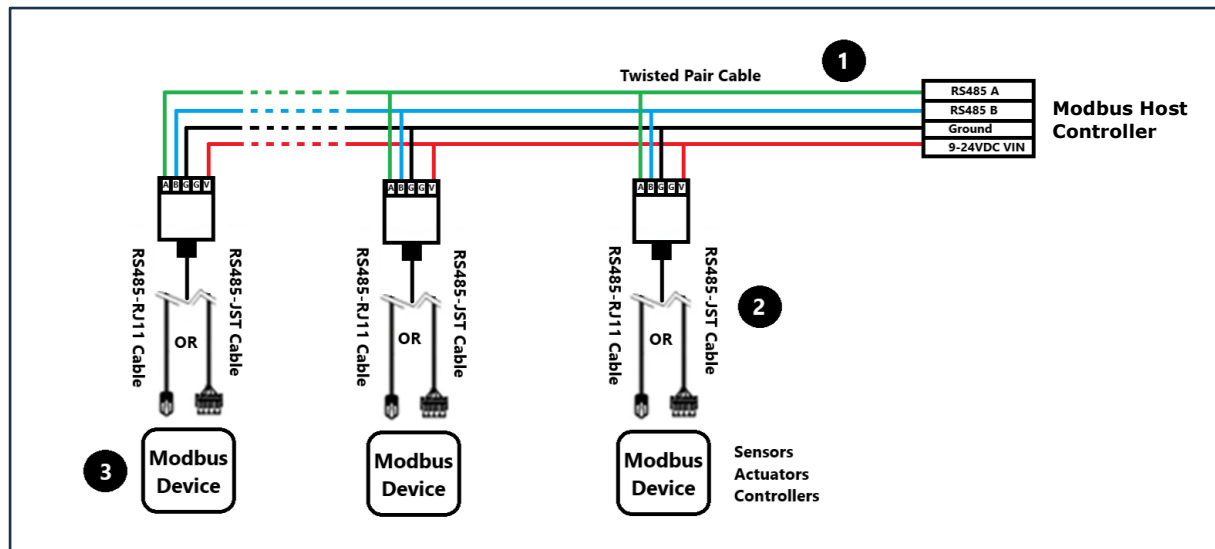 1
Twisted Pair Cable
RS485 A
RS485 B
Ground
9-24VDC VIN
Modbus Host
Controller
A B G G V
A B G G V
A B G G V
RS485-RJ11 Cable
OR
RS485-JST Cable
RS485-RJ11 Cable
OR
RS485-JST Cable
RS485-RJ11 Cable
OR
RS485-JST Cable
2
3
Modbus
Device
Modbus
Device
Modbus
Device
Sensors
Actuators
Controllers